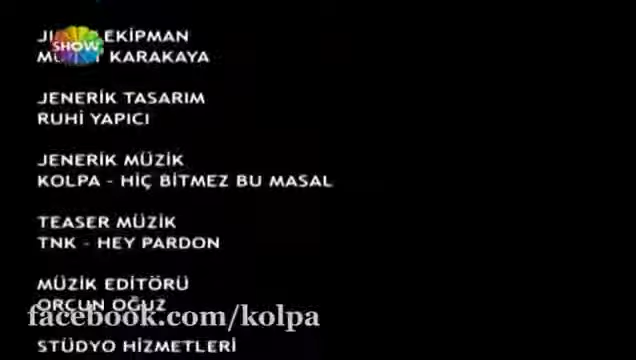 SHOW
EKİPMAN
KARAKAYA
JENERİK TASARIM
RUHİ YAPICI
JENERİK MÜZİK
KOLPA - HİÇ BİTMEZ BU MASAL
TEASER MÜZİK
TNK - HEY PARDON
MÜZİK EDİTÖRÜ
ORÇUN OĞUZ
facebook.com/kolpa
STÜDYO HİZMETLERİ